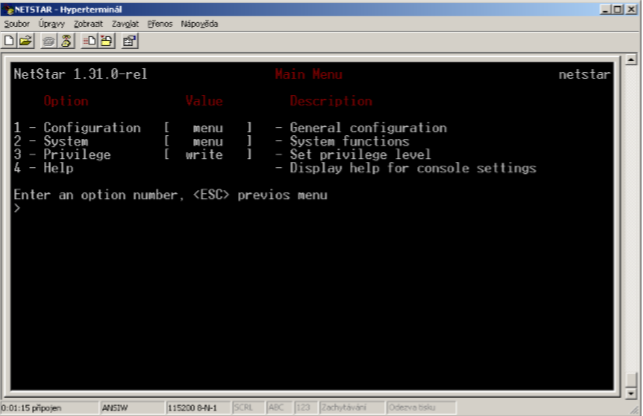 NETSTAR - Hyperterminál
Soubor Úpravy Zobrazit Zavolat Přenos Nápověda
NetStar 1.31.0-rel Main Menu netstar
Option Value Description
1 - Configuration [ menu ] - General configuration
2 - System [ menu ] - System functions
3 - Privilege [ write ] - Set privilege level
4 - Help - Display help for console settings
Enter an option number, <ESC> previos menu
>
0:01:15 připojen ANSIW 115200 8-N-1 SCRL ABC 123 Zachytávání Odezva tisku